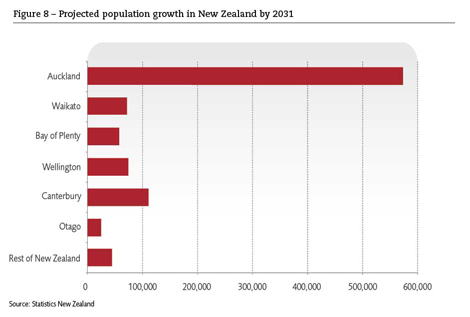 Figure 8 – Projected population growth in New Zealand by 2031
Auckland
Waikato
Bay of Plenty
Wellington
Canterbury
Otago
Rest of New Zealand
0 100,000 200,000 300,000 400,000 500,000 600,000
Source: Statistics New Zealand